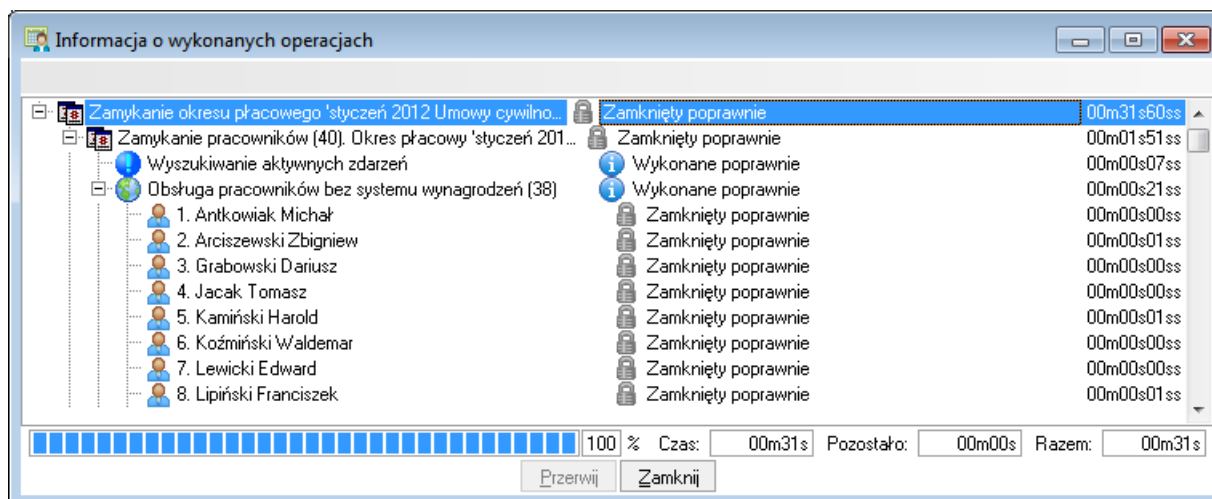 Informacja o wykonanych operacjach
Zamykanie okresu płacowego 'styczeń 2012 Umowy cywilno... Zamknięty poprawnie 00m31s60ss
Zamykanie pracowników (40). Okres płacowy 'styczeń 201... Zamknięty poprawnie 00m01s51ss
Wyszukiwanie aktywnych zdarzeń Wykonane poprawnie 00m00s07ss
Obsługa pracowników bez systemu wynagrodzeń (38) Wykonane poprawnie 00m00s21ss
1. Antkowiak Michał Zamknięty poprawnie 00m00s00ss
2. Arciszewski Zbigniew Zamknięty poprawnie 00m00s01ss
3. Grabowski Dariusz Zamknięty poprawnie 00m00s00ss
4. Jacak Tomasz Zamknięty poprawnie 00m00s00ss
5. Kamiński Harold Zamknięty poprawnie 00m00s01ss
6. Koźmiński Waldemar Zamknięty poprawnie 00m00s00ss
7. Lewicki Edward Zamknięty poprawnie 00m00s00ss
8. Lipiński Franciszek Zamknięty poprawnie 00m00s01ss
100 % Czas: 00m31s Pozostało: 00m00s Razem: 00m31s
Przerwij Zamknij